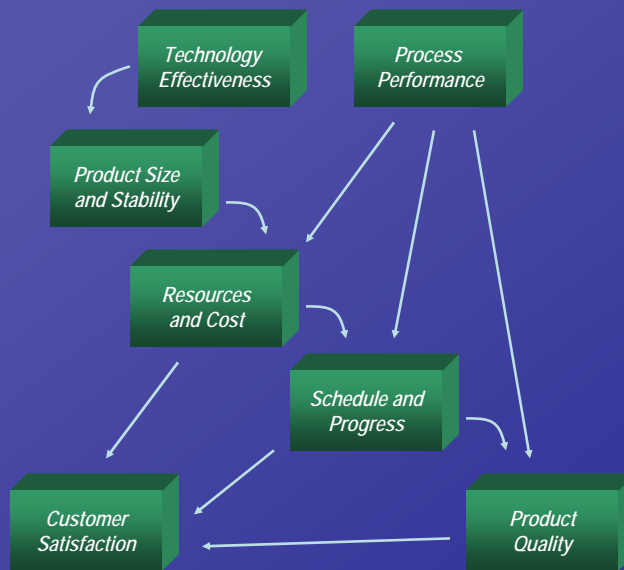 Technology
Effectiveness
Process
Performance
Product Size
and Stability
Resources
and Cost
Schedule and
Progress
Customer
Satisfaction
Product
Quality